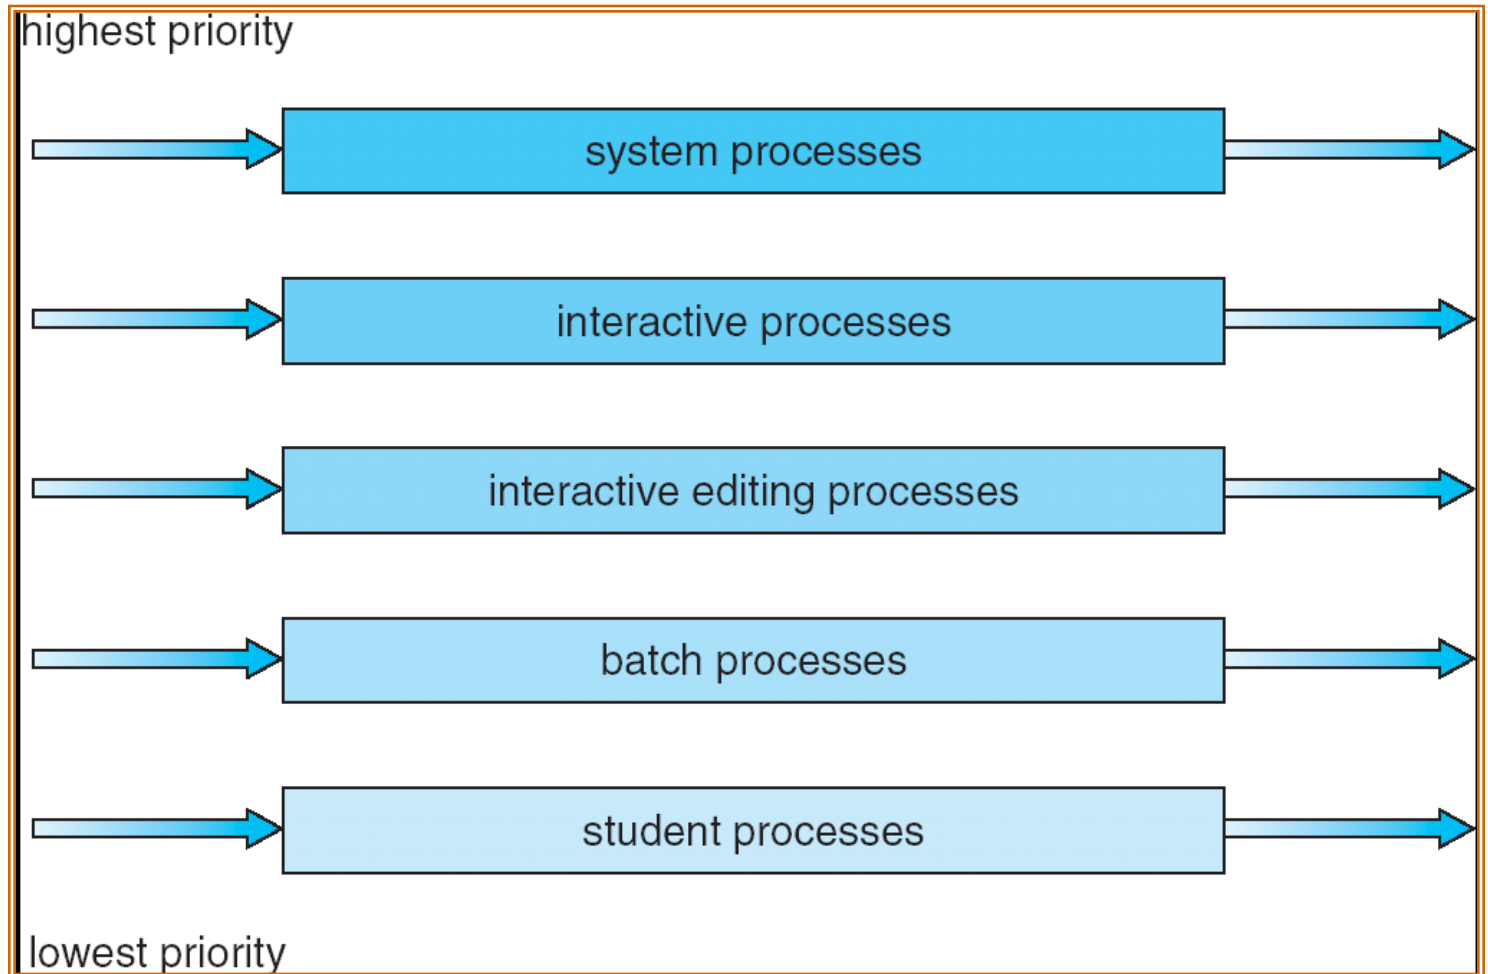 highest priority
system processes
interactive processes
interactive editing processes
batch processes
student processes
lowest priority